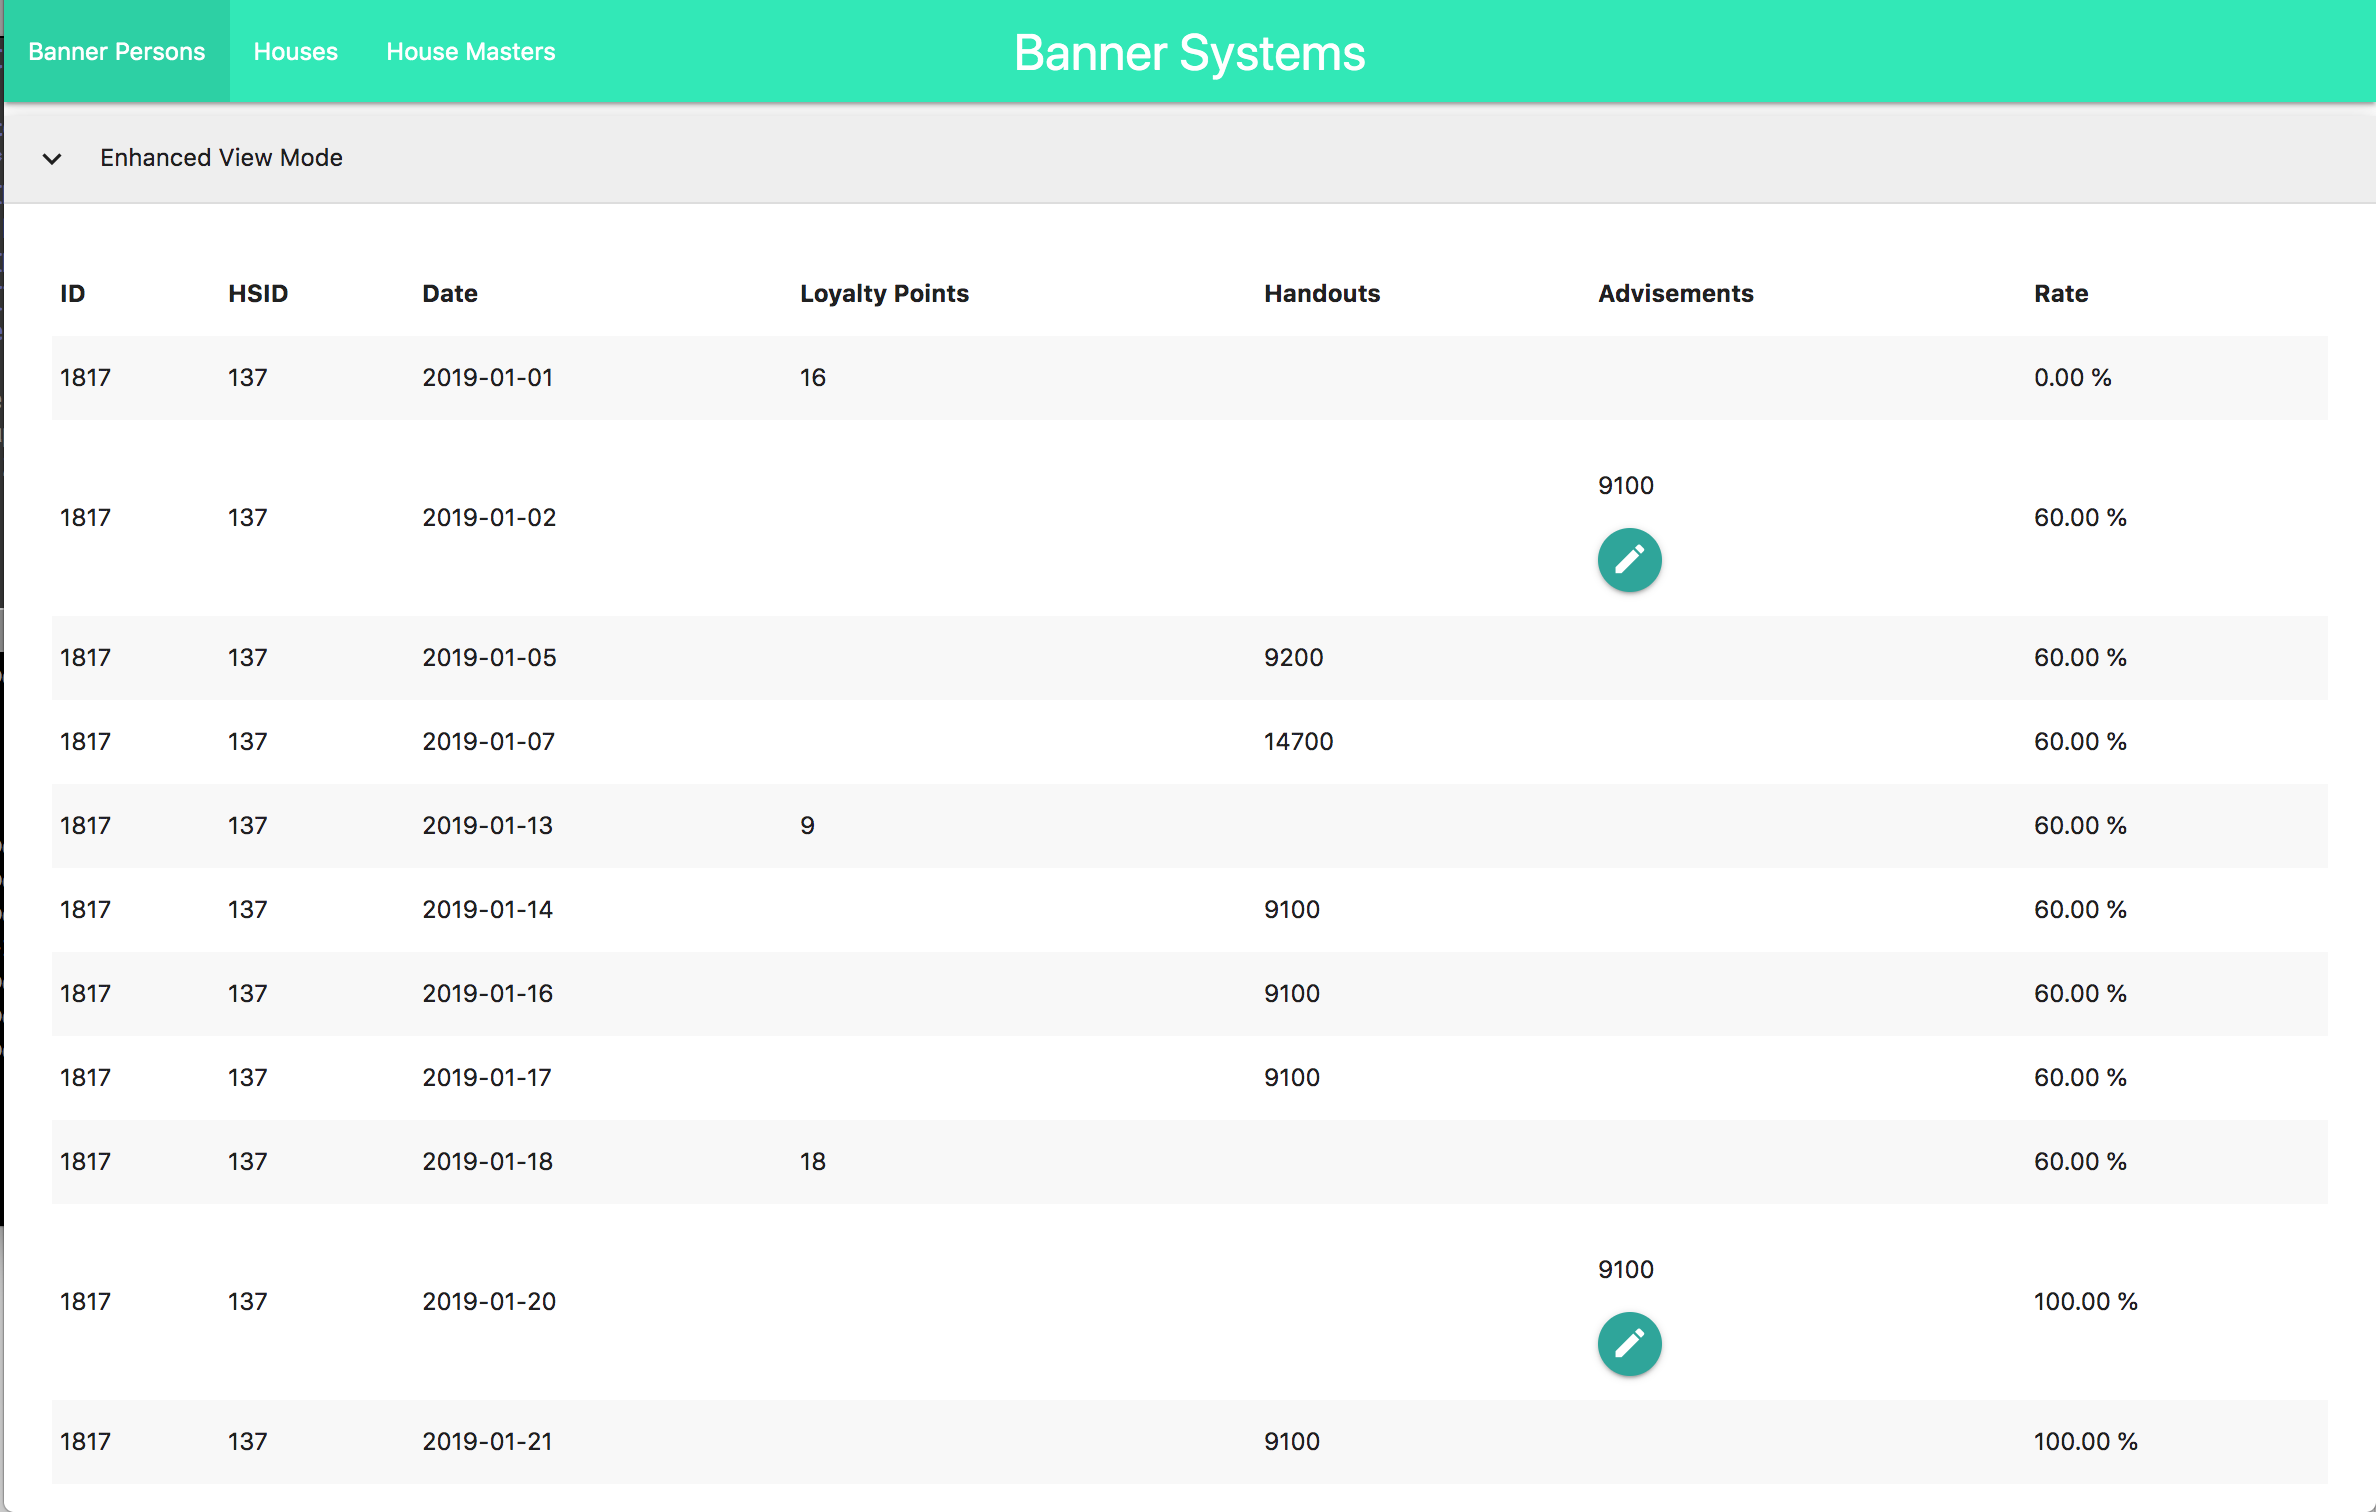 Banner Persons Houses House Masters Banner Systems
Enhanced View Mode
ID HSID Date Loyalty Points Handouts Advisements Rate
1817 137 2019-01-01 16 0.00 %
1817 137 2019-01-02 9100 60.00 %
1817 137 2019-01-05 9200 60.00 %
1817 137 2019-01-07 14700 60.00 %
1817 137 2019-01-13 9 60.00 %
1817 137 2019-01-14 9100 60.00 %
1817 137 2019-01-16 9100 60.00 %
1817 137 2019-01-17 9100 60.00 %
1817 137 2019-01-18 18 60.00 %
1817 137 2019-01-20 9100 100.00 %
1817 137 2019-01-21 9100 100.00 %